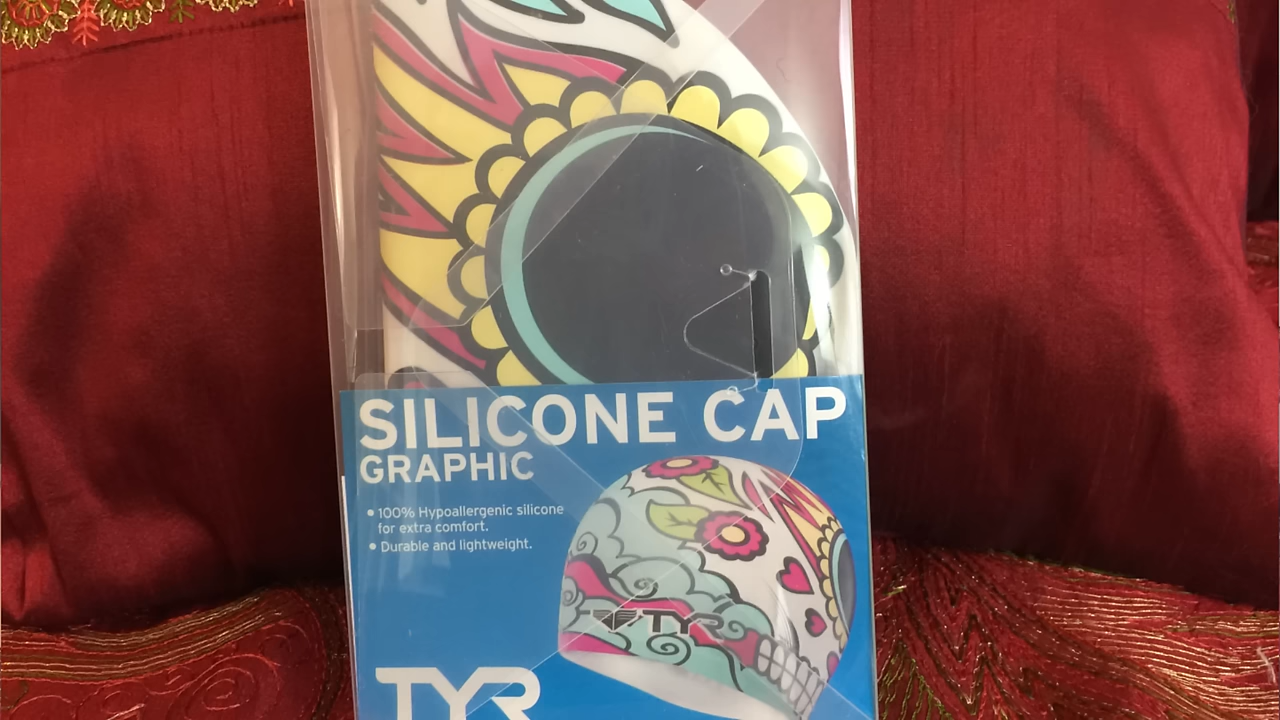 SILICONE CAP
GRAPHIC
• 100% Hypoallergenic silicone
for extra comfort.
• Durable and lightweight.
TYR
TYR